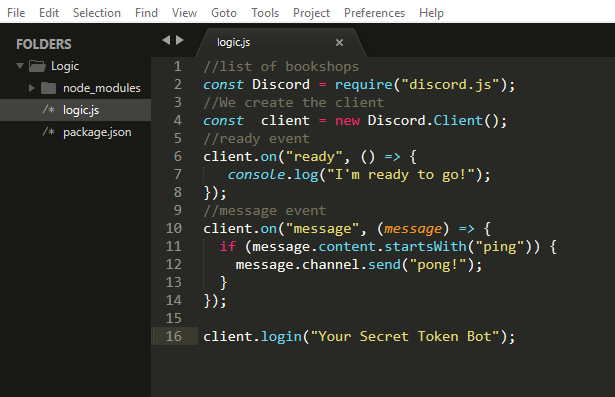 File Edit Selection Find View Goto Tools Project Preferences Help
FOLDERS
Logic
node_modules
/* logic.js
/* package.json
logic.js ×
1 //list of bookshops
2 const Discord = require("discord.js");
3 //We create the client
4 const  client = new Discord.Client();
5 //ready event
6 client.on("ready", () => {
7    console.log("I'm ready to go!");
8 });
9 //message event
10 client.on("message", (message) => {
11   if (message.content.startsWith("ping")) {
12     message.channel.send("pong!");
13   }
14 });
15
16 client.login("Your Secret Token Bot");